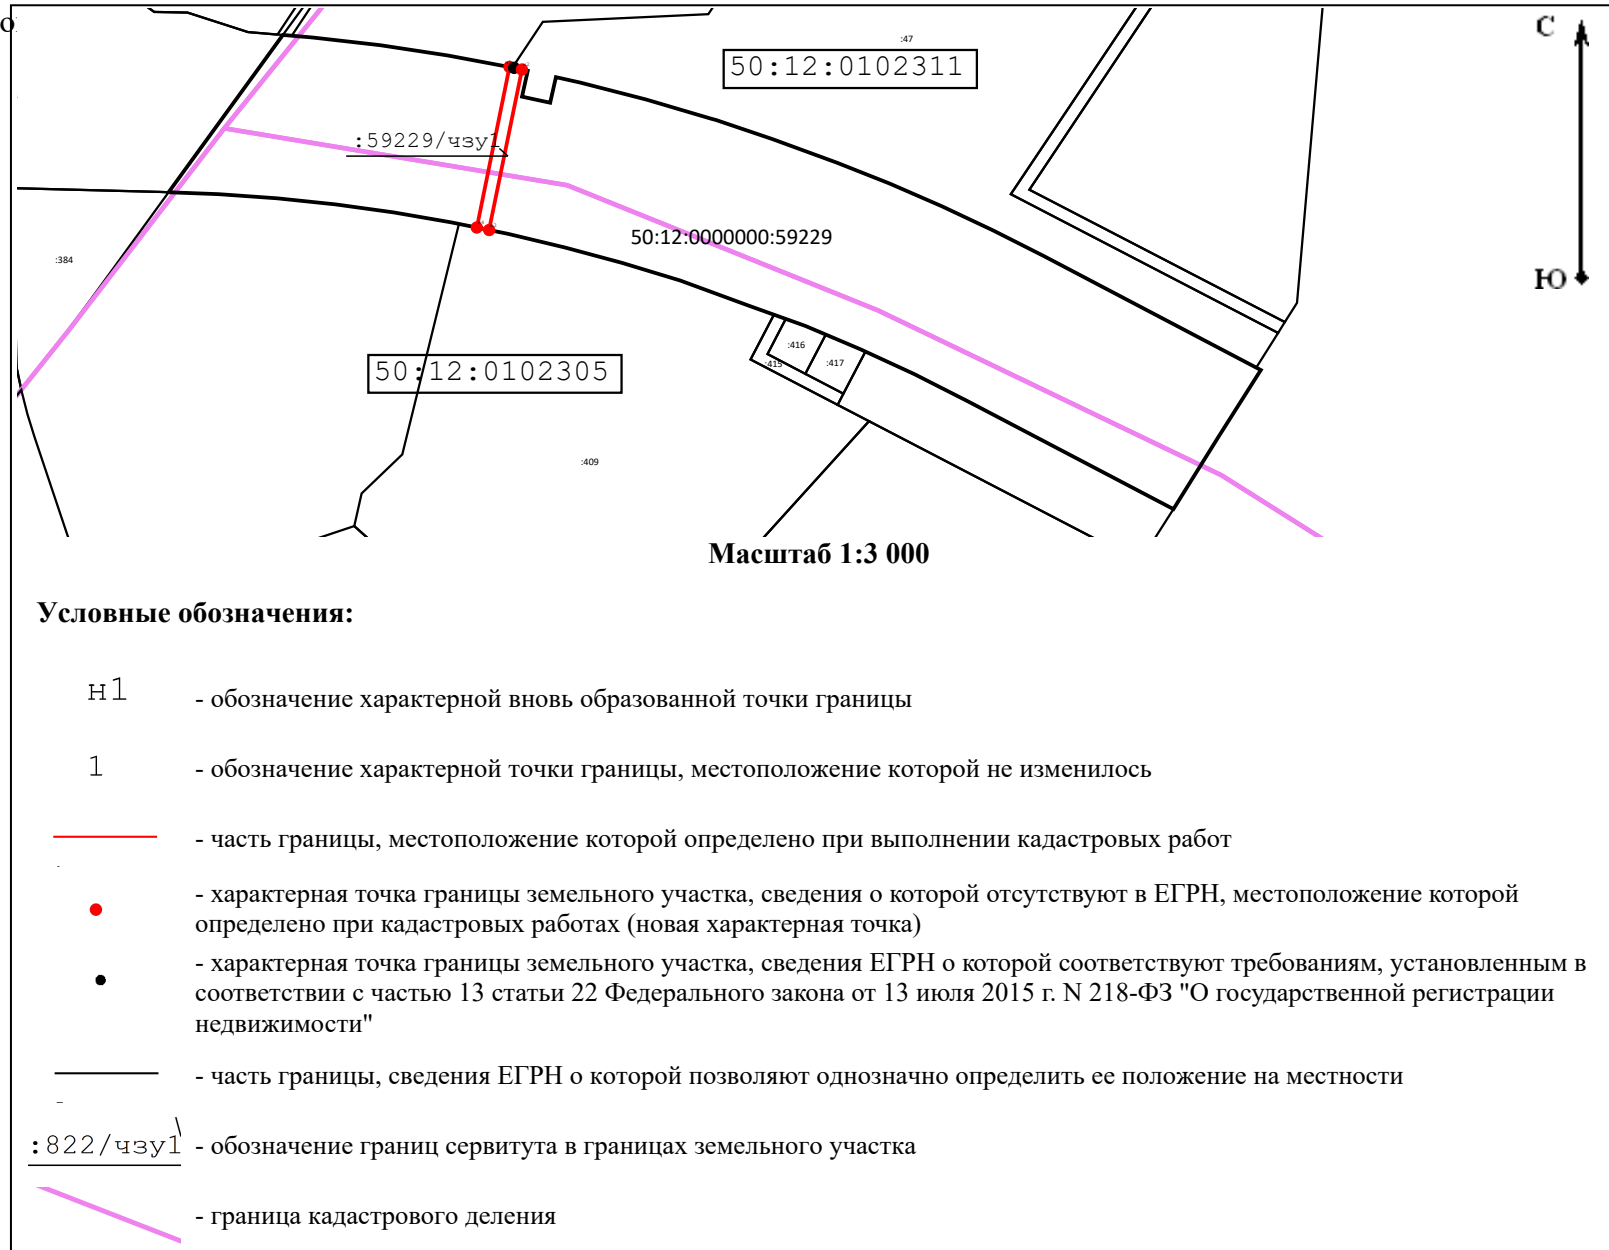 С
:47
50:12:0102311
:59229/чзу1
50:12:0000000:59229
:384
Ю
:416
:415
:417
50:12:0102305
:409
Масштаб 1:3 000
Условные обозначения:
н1 - обозначение характерной вновь образованной точки границы
1 - обозначение характерной точки границы, местоположение которой не изменилось
- часть границы, местоположение которой определено при выполнении кадастровых работ
- характерная точка границы земельного участка, сведения о которой отсутствуют в ЕГРН, местоположение которой
определено при кадастровых работах (новая характерная точка)
- характерная точка границы земельного участка, сведения ЕГРН о которой соответствуют требованиям, установленным в
соответствии с частью 13 статьи 22 Федерального закона от 13 июля 2015 г. N 218-ФЗ "О государственной регистрации
недвижимости"
- часть границы, сведения ЕГРН о которой позволяют однозначно определить ее положение на местности
:822/чзу1 - обозначение границ сервитута в границах земельного участка
- граница кадастрового деления